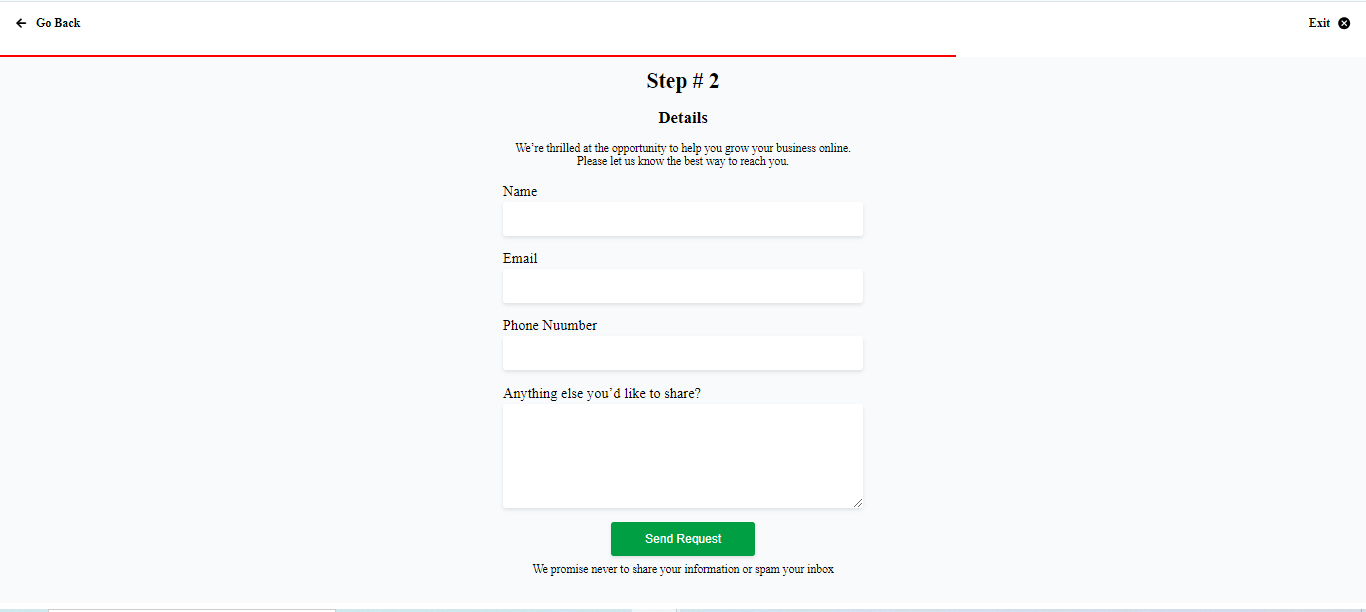 Go Back
Exit
Step # 2
Details
We’re thrilled at the opportunity to help you grow your business online.
Please let us know the best way to reach you.
Name
Email
Phone Nuumber
Anything else you’d like to share?
Send Request
We promise never to share your information or spam your inbox